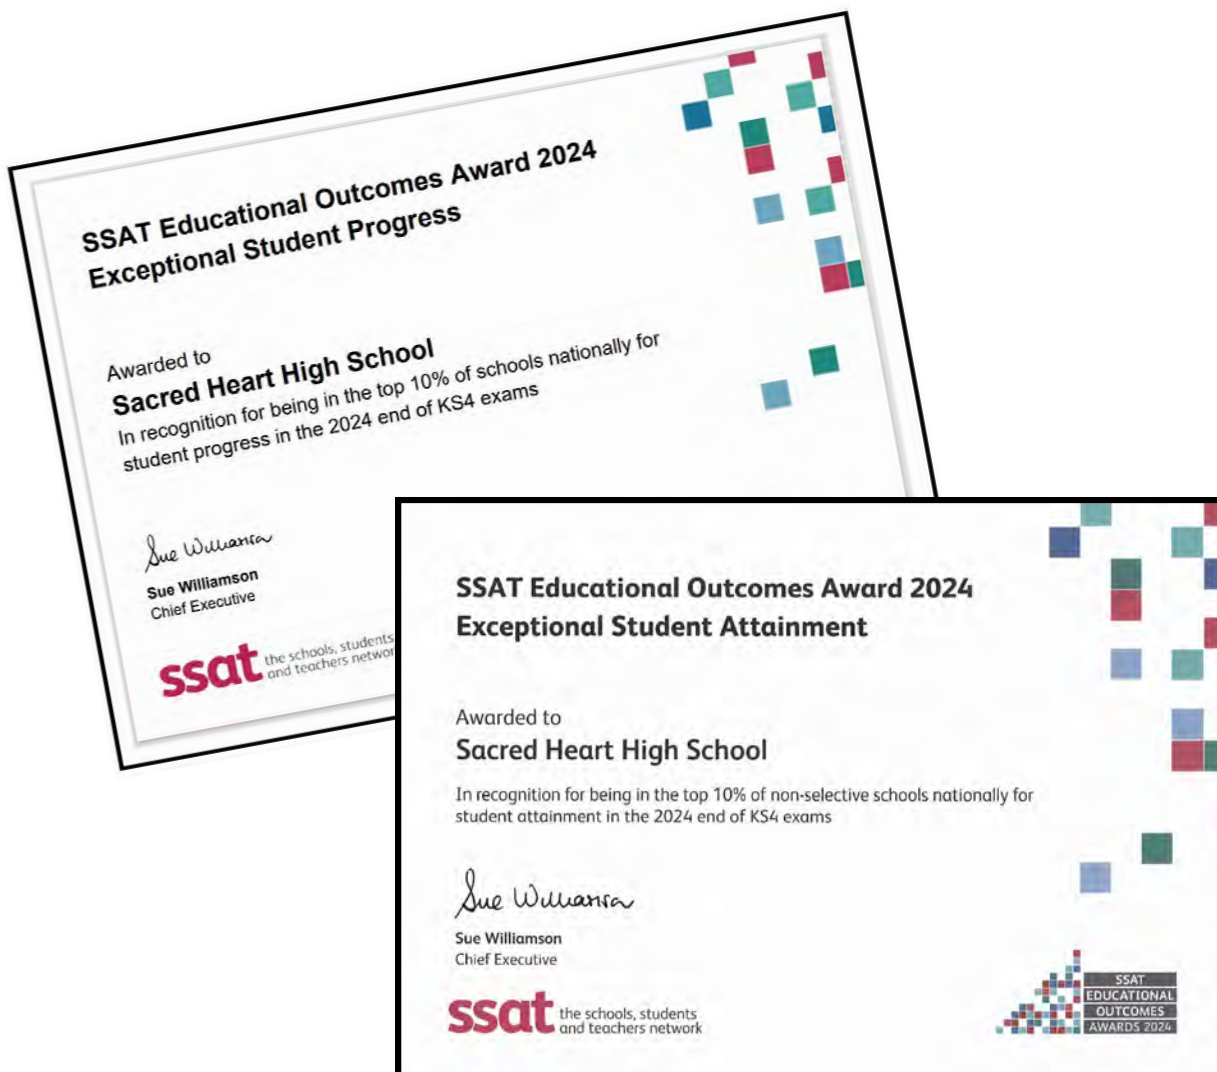 SSAT Educational Outcomes Award 2024
Exceptional Student Progress
Awarded to
Sacred Heart High School
In recognition for being in the top 10% of schools nationally for
student progress in the 2024 end of KS4 exams
Sue Williamson
Sue Williamson
Chief Executive
ssat the schools, students
and teachers networ
SSAT Educational Outcomes Award 2024
Exceptional Student Attainment
Awarded to
Sacred Heart High School
In recognition for being in the top 10% of non-selective schools nationally for
student attainment in the 2024 end of KS4 exams
Sue Williamson
Sue Williamson
Chief Executive
ssat the schools, students
and teachers network
SSAT
EDUCATIONAL
OUTCOMES
AWARDS 2024